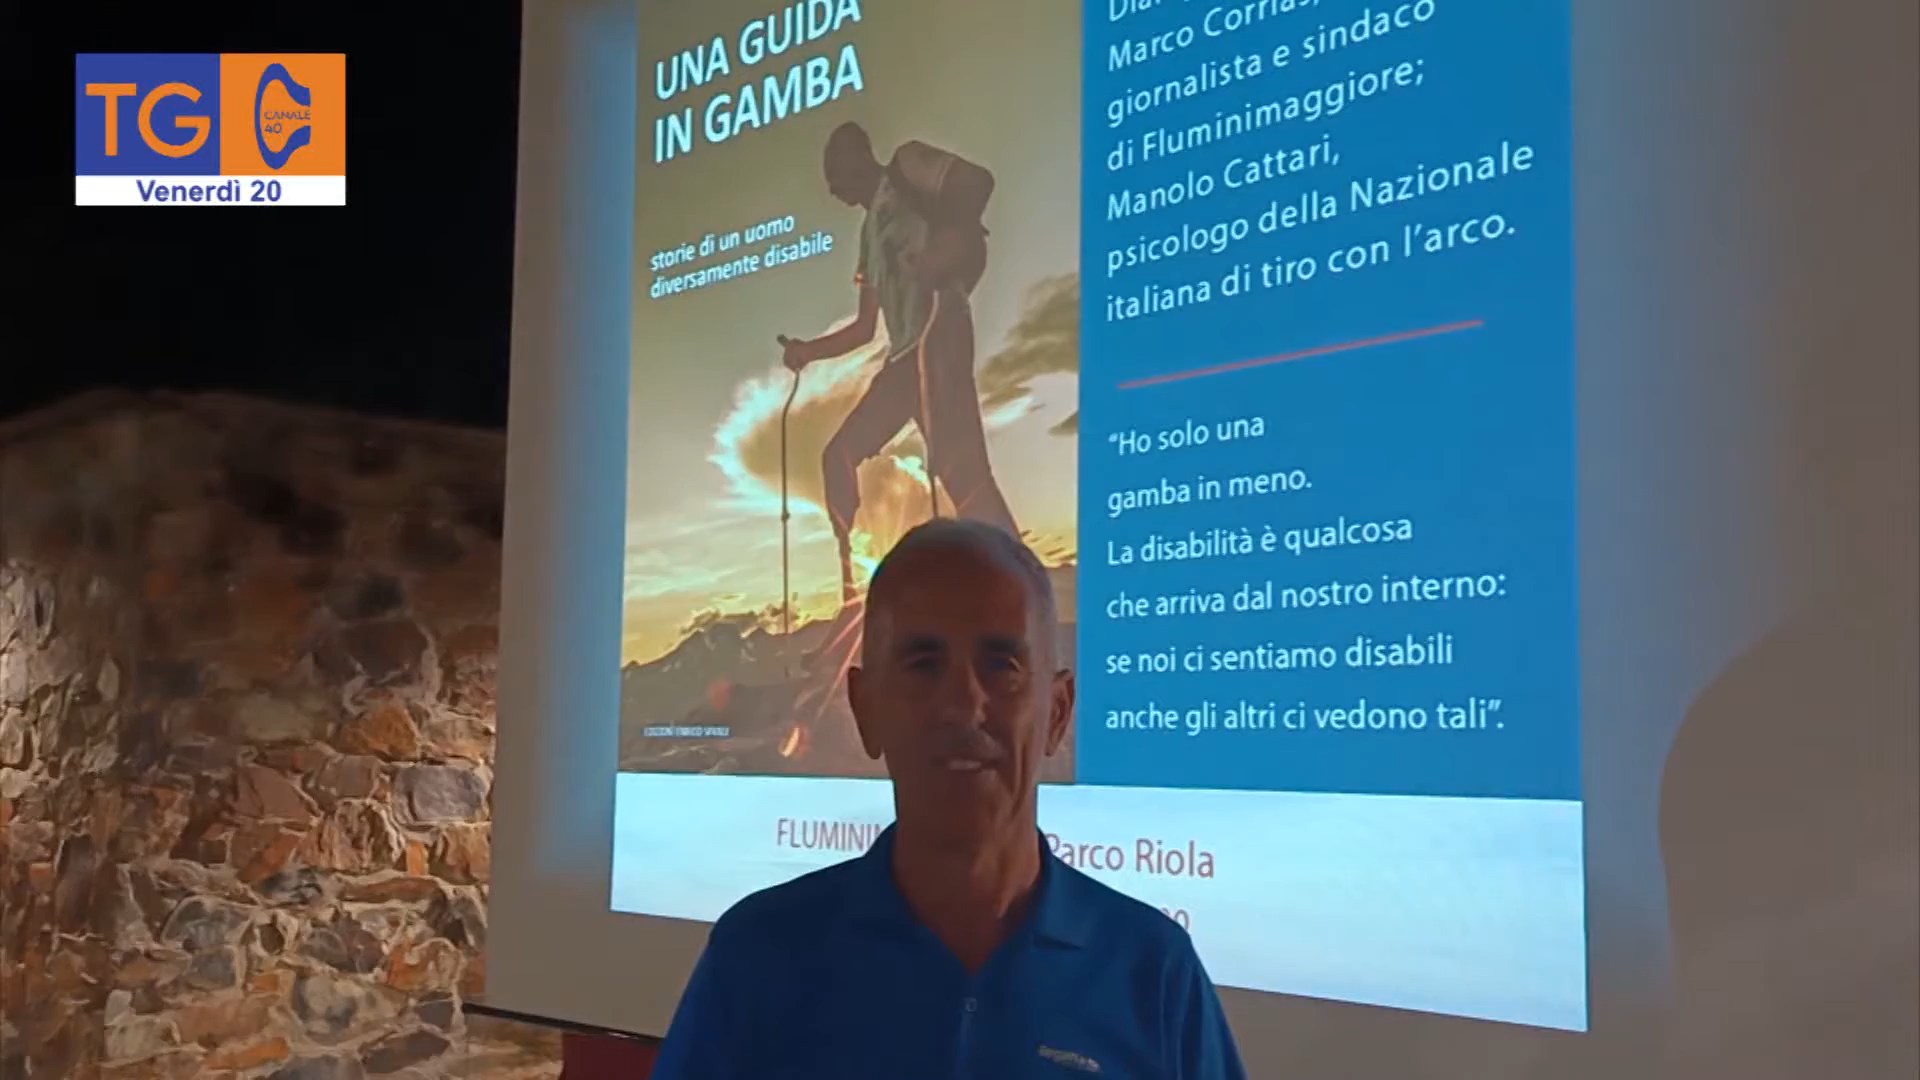 TG
CANALE
40
Venerdì 20
UNA GUIDA
IN GAMBA
storie di un uomo
diversamente disabile
Marco Corrias,
giornalista e sindaco
di Fluminimaggiore;
Manolo Cattari,
psicologo della Nazionale
italiana di tiro con l'arco.
“Ho solo una
gamba in meno.
La disabilità è qualcosa
che arriva dal nostro interno:
se noi ci sentiamo disabili
anche gli altri ci vedono tali”.
Parco Riola